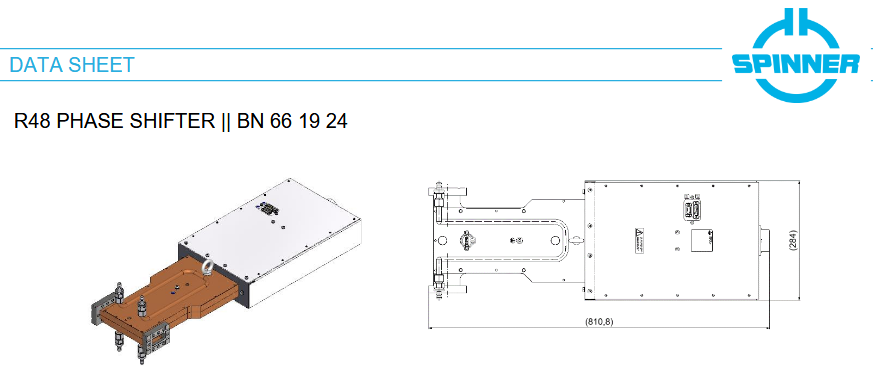 SPINNER
DATA SHEET
R48 PHASE SHIFTER || BN 66 19 24
(284)
(810,8)